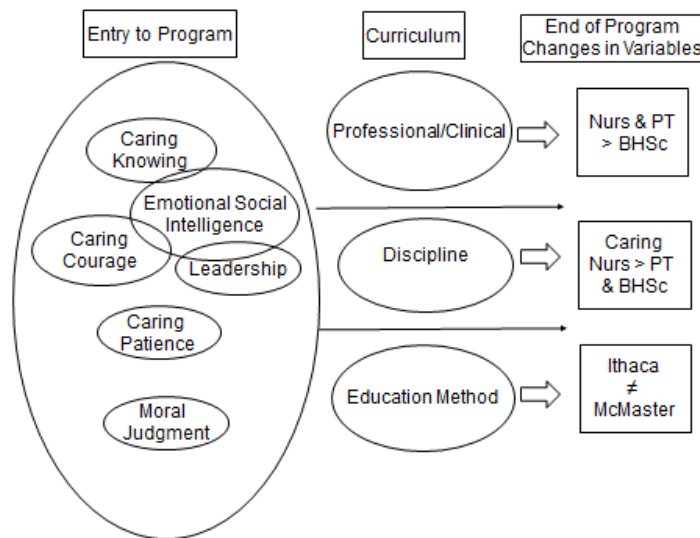 Entry to Program
Curriculum
End of Program
Changes in Variables
Caring
Knowing
Emotional Social
Intelligence
Caring
Courage
Leadership
Caring
Patience
Moral
Judgment
Professional/Clinical
Nurs & PT
> BHSc
Discipline
Caring
Nurs > PT
& BHSc
Education Method
Ithaca
≠
McMaster